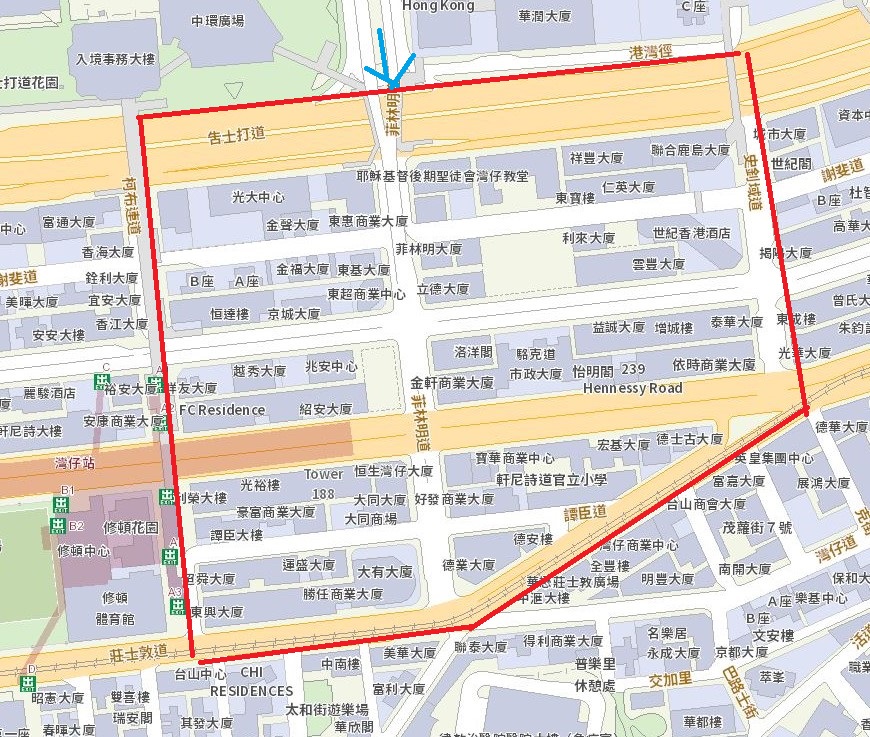 Hong Kong
C座
中環廣場
華潤大廈
入境事務大樓
港灣徑
士打道花園
菲林明
告士打道
資本中
城市大廈
耶穌基督後期聖徒會灣仔教堂
祥豐大廈
聯合鹿島大廈
世紀閣
謝斐道
史釗域道
柯布連道
光大中心
東寶樓
仁英大廈
B座
杜智
中心
富通大廈
金聲大廈
東惠商業大廈
高華大
利來大廈
世紀香港酒店
香海大廈
菲林明大廈
揭陽大廈
雲豐大廈
謝斐道
銓利大廈
B座
A座
金福大廈
東基大廈
美暉大廈
宜安大廈
東超商業中心
立德大廈
曾氏大
香江大廈
恒達樓
京城大廈
益誠大廈
增城樓
泰華大廈
東成樓
朱鈞
安安大樓
洛洋閣
駱克道
市政大廈
光華大廈
C
越秀大廈
兆安中心
怡明閣
239
Hennessy Road
依時商業大廈
麗駿酒店
裕安大廈
祥友大廈
金軒商業大廈
A2
FC Residence
紹安大廈
安康商業大廈
菲林明道
軒尼詩大樓
宏基大廈
德士古大廈
德華大廈
灣仔站
Tower
188
恒生灣仔大廈
寶華商業中心
英皇集團中心
B1
光裕樓
軒尼詩道官立小學
富嘉大廈
展鴻大廈
利榮大廈
大同大廈
好發商業大廈
台山商會大廈
B2
修頓花園
豪富商業大廈
大同商場
譚臣道
茂蘿街7號
修頓中心
譚臣大廈
德安樓
灣仔商業中心
灣仔道
運盛大廈
大有大廈
德業大廈
全豐樓
南開大廈
召舜大廈
華懋莊士敦廣場
明豐大廈
保和大
A3
勝任商業大廈
中滙大樓
A座
樂基中心
修頓
體育館
東興大廈
B座
名樂居
文安樓
莊士敦道
美華大廈
聯泰大廈
得利商業大廈
永成大廈
京都大廈
台山中心
CHI
RESIDENCES
中南樓
普樂里
休憩處
D
交加里
巴路士街
萃峯
昭憲大廈
雙喜樓
富利大廈
太和街遊樂場
瑞安閣
其發大廈
華欣閣
華都樓
春暉大廈